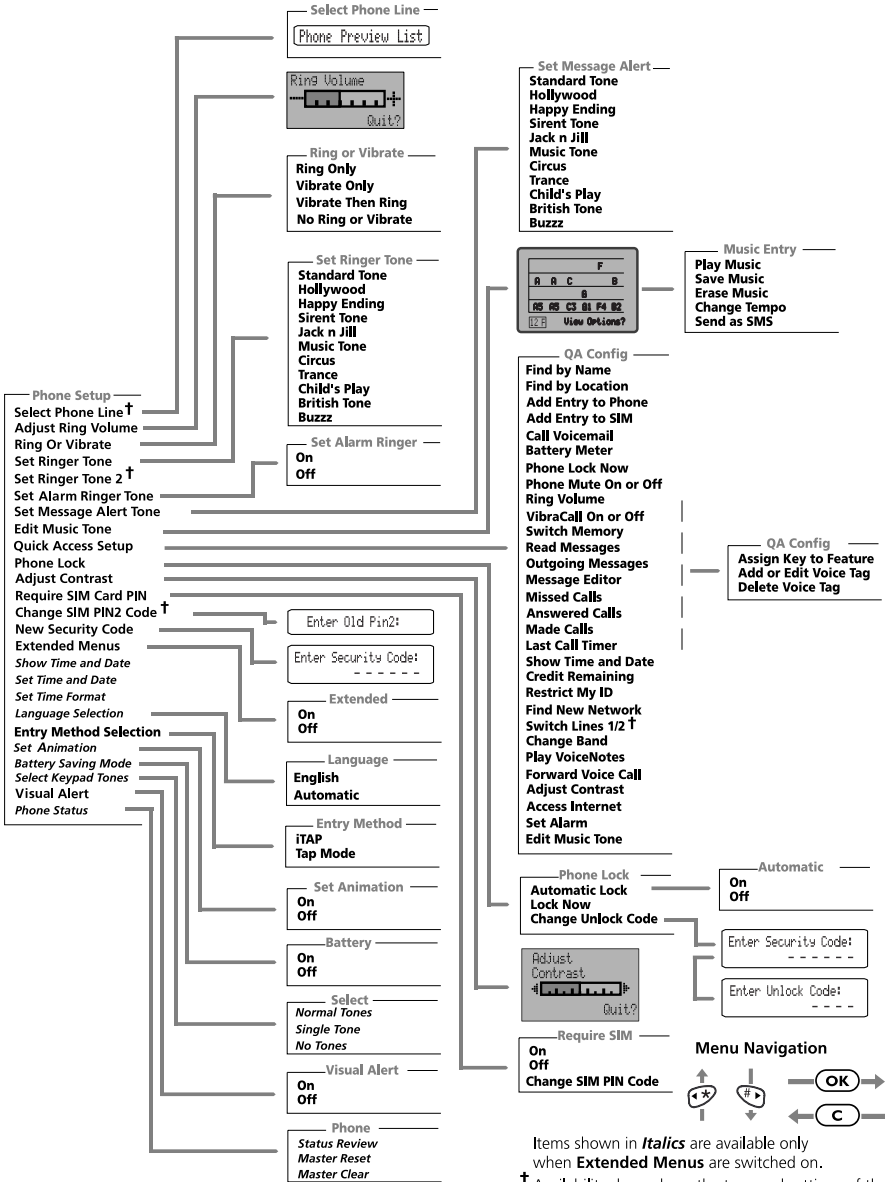 Phone Setup
Select Phone Line†
Adjust Ring Volume
Ring Or Vibrate
Set Ringer Tone
Set Ringer Tone 2†
Set Alarm Ringer Tone
Set Message Alert Tone
Edit Music Tone
Quick Access Setup
Phone Lock
Adjust Contrast
Require SIM Card PIN
Change SIM PIN2 Code†
New Security Code
Extended Menus
Show Time and Date
Set Time and Date
Set Time Format
Language Selection
Entry Method Selection
Set Animation
Battery Saving Mode
Select Keypad Tones
Visual Alert
Phone Status
Select Phone Line
Phone Preview List
Ring Volume
Quit?
Ring or Vibrate
Ring Only
Vibrate Only
Vibrate Then Ring
No Ring or Vibrate
Set Ringer Tone
Standard Tone
Hollywood
Happy Ending
Sirent Tone
Jack n Jill
Music Tone
Circus
Trance
Child's Play
British Tone
Buzzz
Set Alarm Ringer
On
Off
Enter Old Pin2:
Enter Security Code:
- - - - - -
Extended
On
Off
Language
English
Automatic
Entry Method
iTAP
Tap Mode
Set Animation
On
Off
Battery
On
Off
Select
Normal Tones
Single Tone
No Tones
Visual Alert
On
Off
Phone
Status Review
Master Reset
Master Clear
Set Message Alert
Standard Tone
Hollywood
Happy Ending
Sirent Tone
Jack n Jill
Music Tone
Circus
Trance
Child's Play
British Tone
Buzzz
F
A A C B
G
A5 A5 C3 G1 F4 B2
View Options?
Music Entry
Play Music
Save Music
Erase Music
Change Tempo
Send as SMS
QA Config
Find by Name
Find by Location
Add Entry to Phone
Add Entry to SIM
Call Voicemail
Battery Meter
Phone Lock Now
Phone Mute On or Off
Ring Volume
VibraCall On or Off
Switch Memory
Read Messages
Outgoing Messages
Message Editor
Missed Calls
Answered Calls
Made Calls
Last Call Timer
Show Time and Date
Credit Remaining
Restrict My ID
Find New Network
Switch Lines 1/2†
Change Band
Play VoiceNotes
Forward Voice Call
Adjust Contrast
Access Internet
Set Alarm
Edit Music Tone
QA Config
Assign Key to Feature
Add or Edit Voice Tag
Delete Voice Tag
Phone Lock
Automatic Lock
Lock Now
Change Unlock Code
Automatic
On
Off
Enter Security Code:
- - - - - -
Enter Unlock Code:
- - - -
Adjust
Contrast
Quit?
Require SIM
On
Off
Change SIM PIN Code
Menu Navigation
*
#
OK
C
Items shown in Italics are available only
when Extended Menus are switched on.